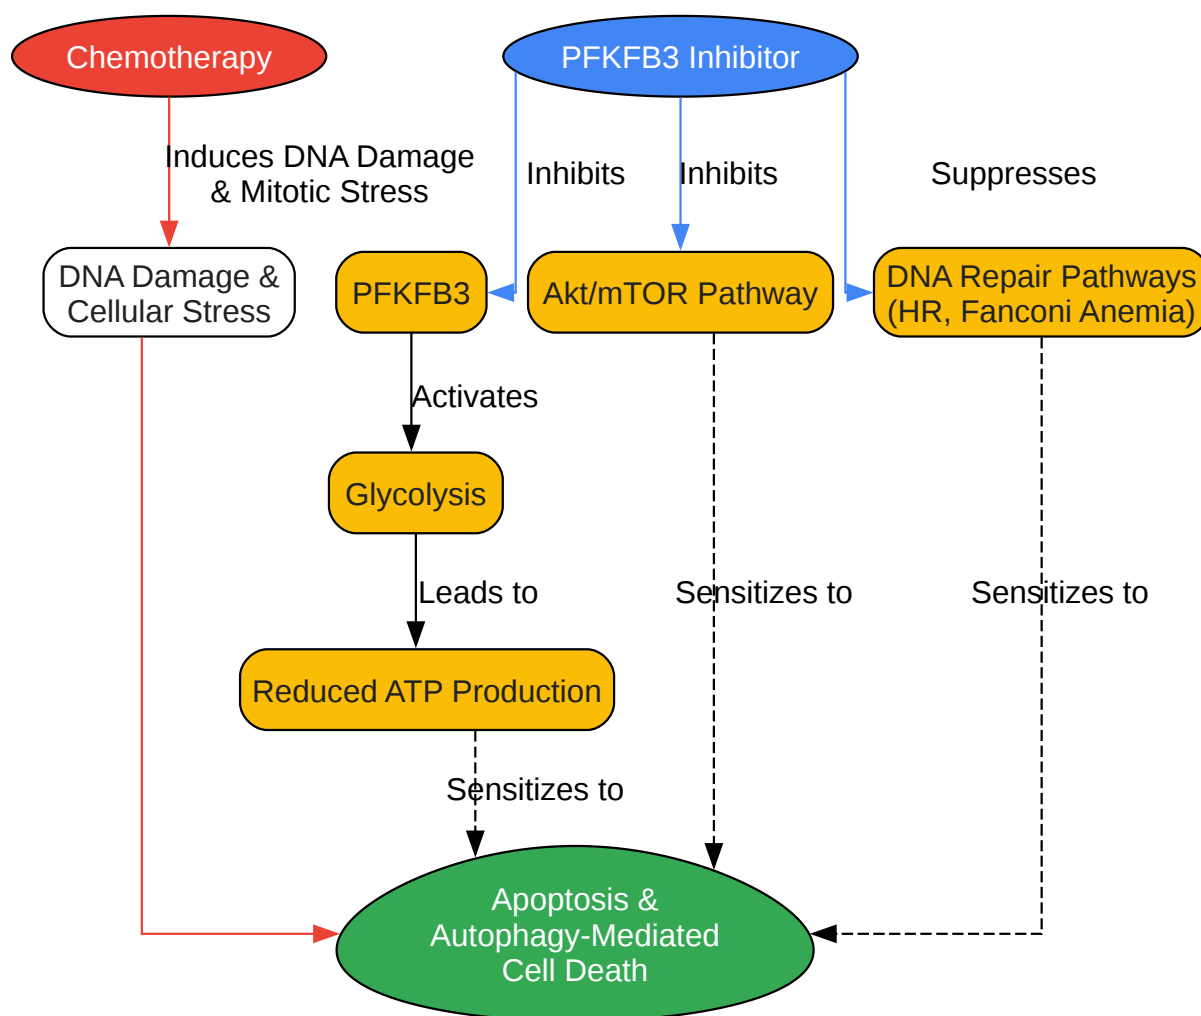 Chemotherapy
PFKFB3 Inhibitor
Induces DNA Damage
& Mitotic Stress
Inhibits
Inhibits
Suppresses
DNA Damage &
Cellular Stress
PFKFB3
Akt/mTOR Pathway
DNA Repair Pathways
(HR, Fanconi Anemia)
Activates
Glycolysis
Leads to
Sensitizes to
Sensitizes to
Reduced ATP Production
Sensitizes to
Apoptosis &
Autophagy-Mediated
Cell Death